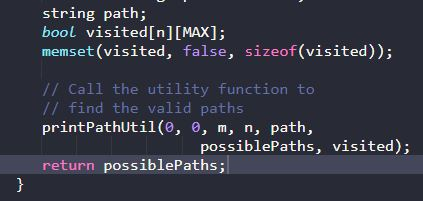 string path;
bool visited[n][MAX];
memset(visited, false, sizeof(visited));
// Call the utility function to
// find the valid paths
printPathUtil(0, 0, m, n, path,
possiblePaths, visited);
return possiblePaths;
}